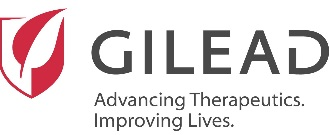 GILEAD
Advancing Therapeutics.
Improving Lives.